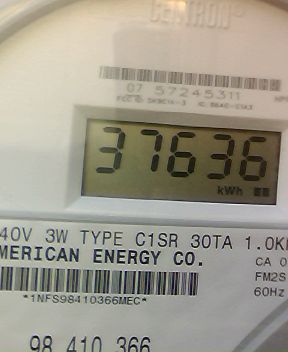 CENTRON®
07 57245311
37636
kWh
40V 3W TYPE C1SR 30TA 1.0K
MERICAN ENERGY CO.
CA 0
FM2S
60Hz
*1NFS98410366MEC*
98 410 366